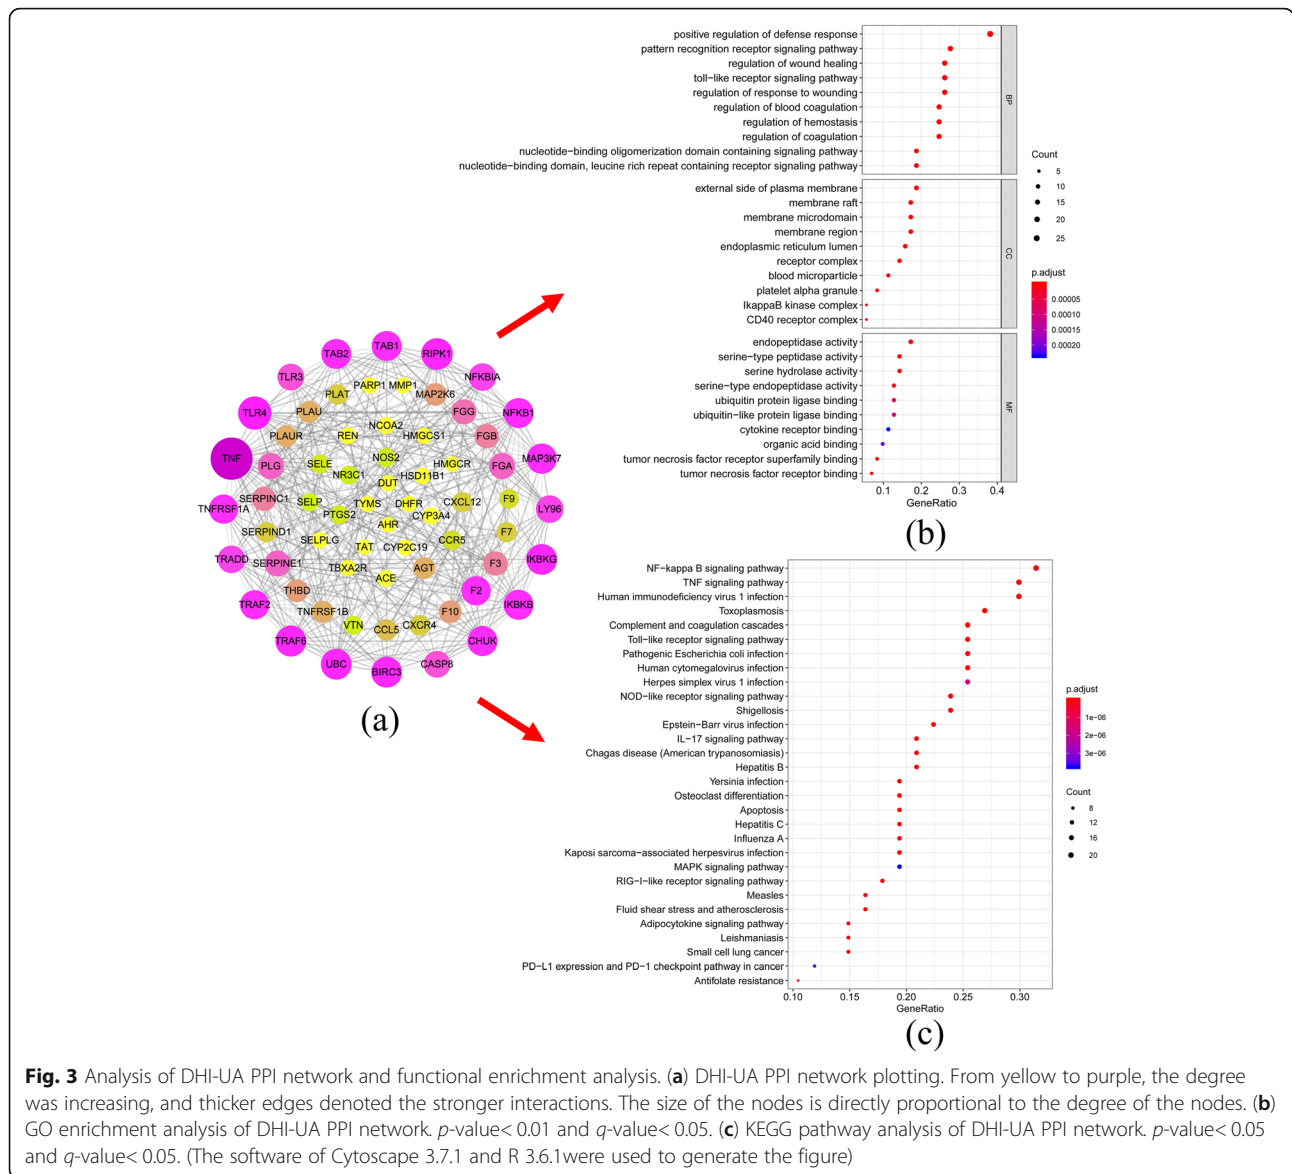 positive regulation of defense response
pattern recognition receptor signaling pathway
regulation of wound healing
toll−like receptor signaling pathway
regulation of response to wounding
regulation of blood coagulation
regulation of hemostasis
regulation of coagulation
nucleotide−binding oligomerization domain containing signaling pathway
nucleotide−binding domain, leucine rich repeat containing receptor signaling pathway
BP
external side of plasma membrane
membrane raft
membrane microdomain
membrane region
endoplasmic reticulum lumen
receptor complex
blood microparticle
platelet alpha granule
IkappaB kinase complex
CD40 receptor complex
CC
endopeptidase activity
serine−type peptidase activity
serine hydrolase activity
serine−type endopeptidase activity
ubiquitin protein ligase binding
ubiquitin−like protein ligase binding
cytokine receptor binding
organic acid binding
tumor necrosis factor receptor superfamily binding
tumor necrosis factor receptor binding
MF
0.1 0.2 0.3 0.4
GeneRatio
Count
5
10
15
20
25
p.adjust
0.00005
0.00010
0.00015
0.00020
(b)
TAB1
TAB2
RIPK1
TLR3
NFKBIA
PARP1
MMP1
PLAT
MAP2K6
TLR4
PLAU
FGG
NFKB1
NCOA2
PLAUR
REN
HMGCS1
FGB
TNF
PLG
SELE
NOS2
HMGCR
FGA
MAP3K7
NR3C1
HSD11B1
DUT
SERPINC1
SELP
TYMS
DHFR
CXCL12
F9
TNFRSF1A
LY96
PTGS2
CYP3A4
AHR
SERPIND1
SELPLG
CCR5
F7
TAT
CYP2C19
TRADD
SERPINE1
TBXA2R
AGT
F3
IKBKG
ACE
THBD
F2
TRAF2
TNFRSF1B
F10
IKBKB
VTN
CCL5
CXCR4
TRAF6
CHUK
UBC
BIRC3
CASP8
(a)
NF−kappa B signaling pathway
TNF signaling pathway
Human immunodeficiency virus 1 infection
Toxoplasmosis
Complement and coagulation cascades
Toll−like receptor signaling pathway
Pathogenic Escherichia coli infection
Human cytomegalovirus infection
Herpes simplex virus 1 infection
NOD−like receptor signaling pathway
Shigellosis
Epstein−Barr virus infection
IL−17 signaling pathway
Chagas disease (American trypanosomiasis)
Hepatitis B
Yersinia infection
Osteoclast differentiation
Apoptosis
Hepatitis C
Influenza A
Kaposi sarcoma−associated herpesvirus infection
MAPK signaling pathway
RIG−I−like receptor signaling pathway
Measles
Fluid shear stress and atherosclerosis
Adipocytokine signaling pathway
Leishmaniasis
Small cell lung cancer
PD−L1 expression and PD−1 checkpoint pathway in cancer
Antifolate resistance
0.10 0.15 0.20 0.25 0.30
GeneRatio
p.adjust
1e−06
2e−06
3e−06
Count
8
12
16
20
(c)
Fig. 3 Analysis of DHI-UA PPI network and functional enrichment analysis. (a) DHI-UA PPI network plotting. From yellow to purple, the degree
was increasing, and thicker edges denoted the stronger interactions. The size of the nodes is directly proportional to the degree of the nodes. (b)
GO enrichment analysis of DHI-UA PPI network. p-value< 0.01 and q-value< 0.05. (c) KEGG pathway analysis of DHI-UA PPI network. p-value< 0.05
and q-value< 0.05. (The software of Cytoscape 3.7.1 and R 3.6.1were used to generate the figure)